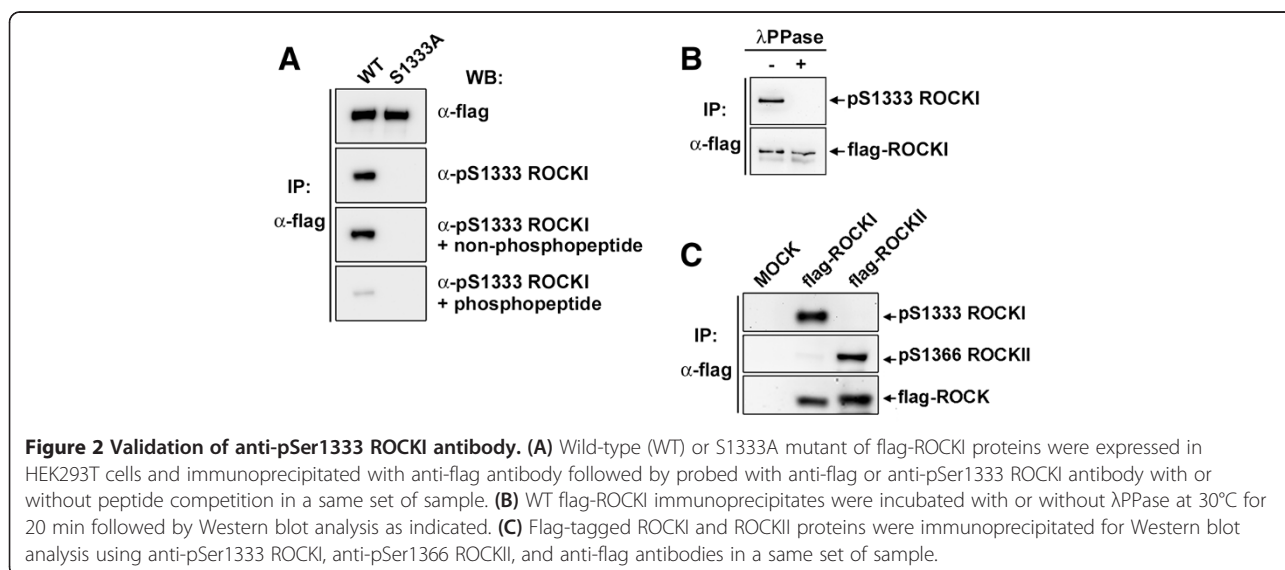 A
WT
S1333A
WB:
α-flag
α-pS1333 ROCKI
IP:
α-flag
α-pS1333 ROCKI
+ non-phosphopeptide
α-pS1333 ROCKI
+ phosphopeptide
B
λPPase
- +
IP:
α-flag
pS1333 ROCKI
flag-ROCKI
C
MOCK
flag-ROCKI
flag-ROCKII
IP:
α-flag
pS1333 ROCKI
pS1366 ROCKII
flag-ROCK
Figure 2 Validation of anti-pSer1333 ROCKI antibody. (A) Wild-type (WT) or S1333A mutant of flag-ROCKI proteins were expressed in
HEK293T cells and immunoprecipitated with anti-flag antibody followed by probed with anti-flag or anti-pSer1333 ROCKI antibody with or
without peptide competition in a same set of sample. (B) WT flag-ROCKI immunoprecipitates were incubated with or without λPPase at 30°C for
20 min followed by Western blot analysis as indicated. (C) Flag-tagged ROCKI and ROCKII proteins were immunoprecipitated for Western blot
analysis using anti-pSer1333 ROCKI, anti-pSer1366 ROCKII, and anti-flag antibodies in a same set of sample.